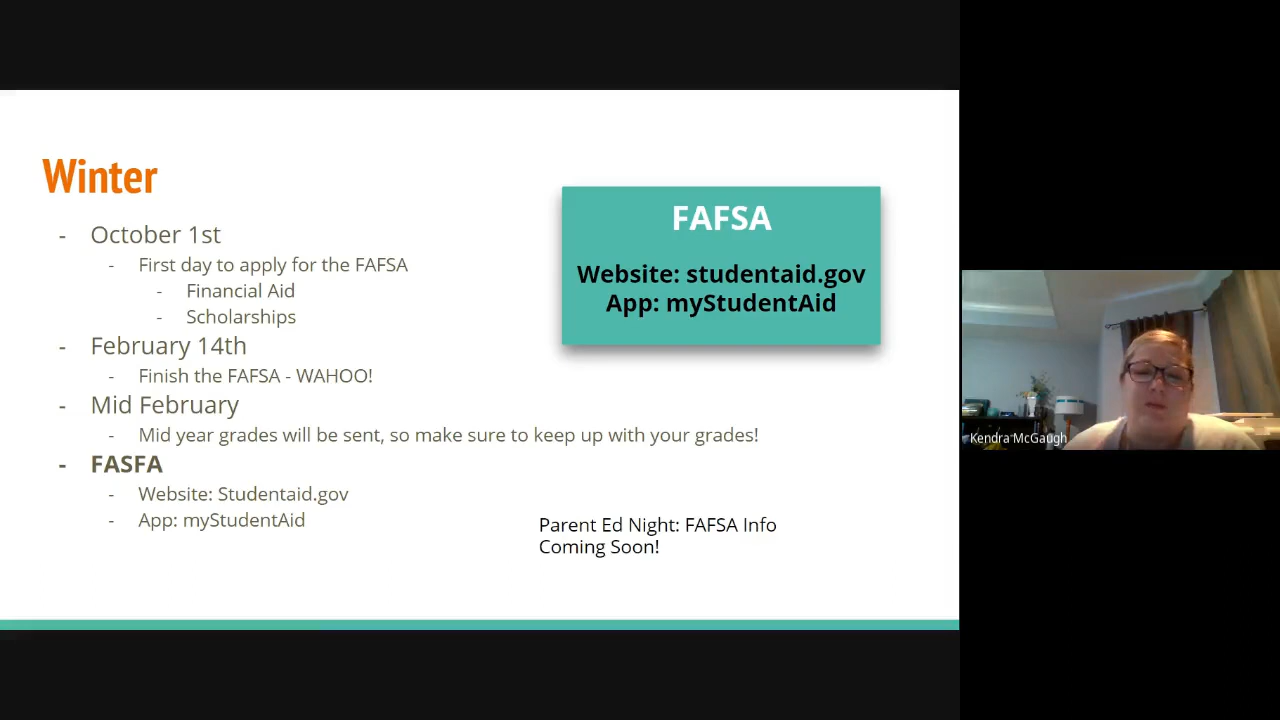 Winter
- October 1st
- First day to apply for the FAFSA
- Financial Aid
- Scholarships
- February 14th
- Finish the FAFSA - WAHOO!
- Mid February
- Mid year grades will be sent, so make sure to keep up with your grades!
- FASFA
- Website: Studentaid.gov
- App: myStudentAid
FAFSA
Website: studentaid.gov
App: myStudentAid
Parent Ed Night: FAFSA Info
Coming Soon!
Kendra McGaugh